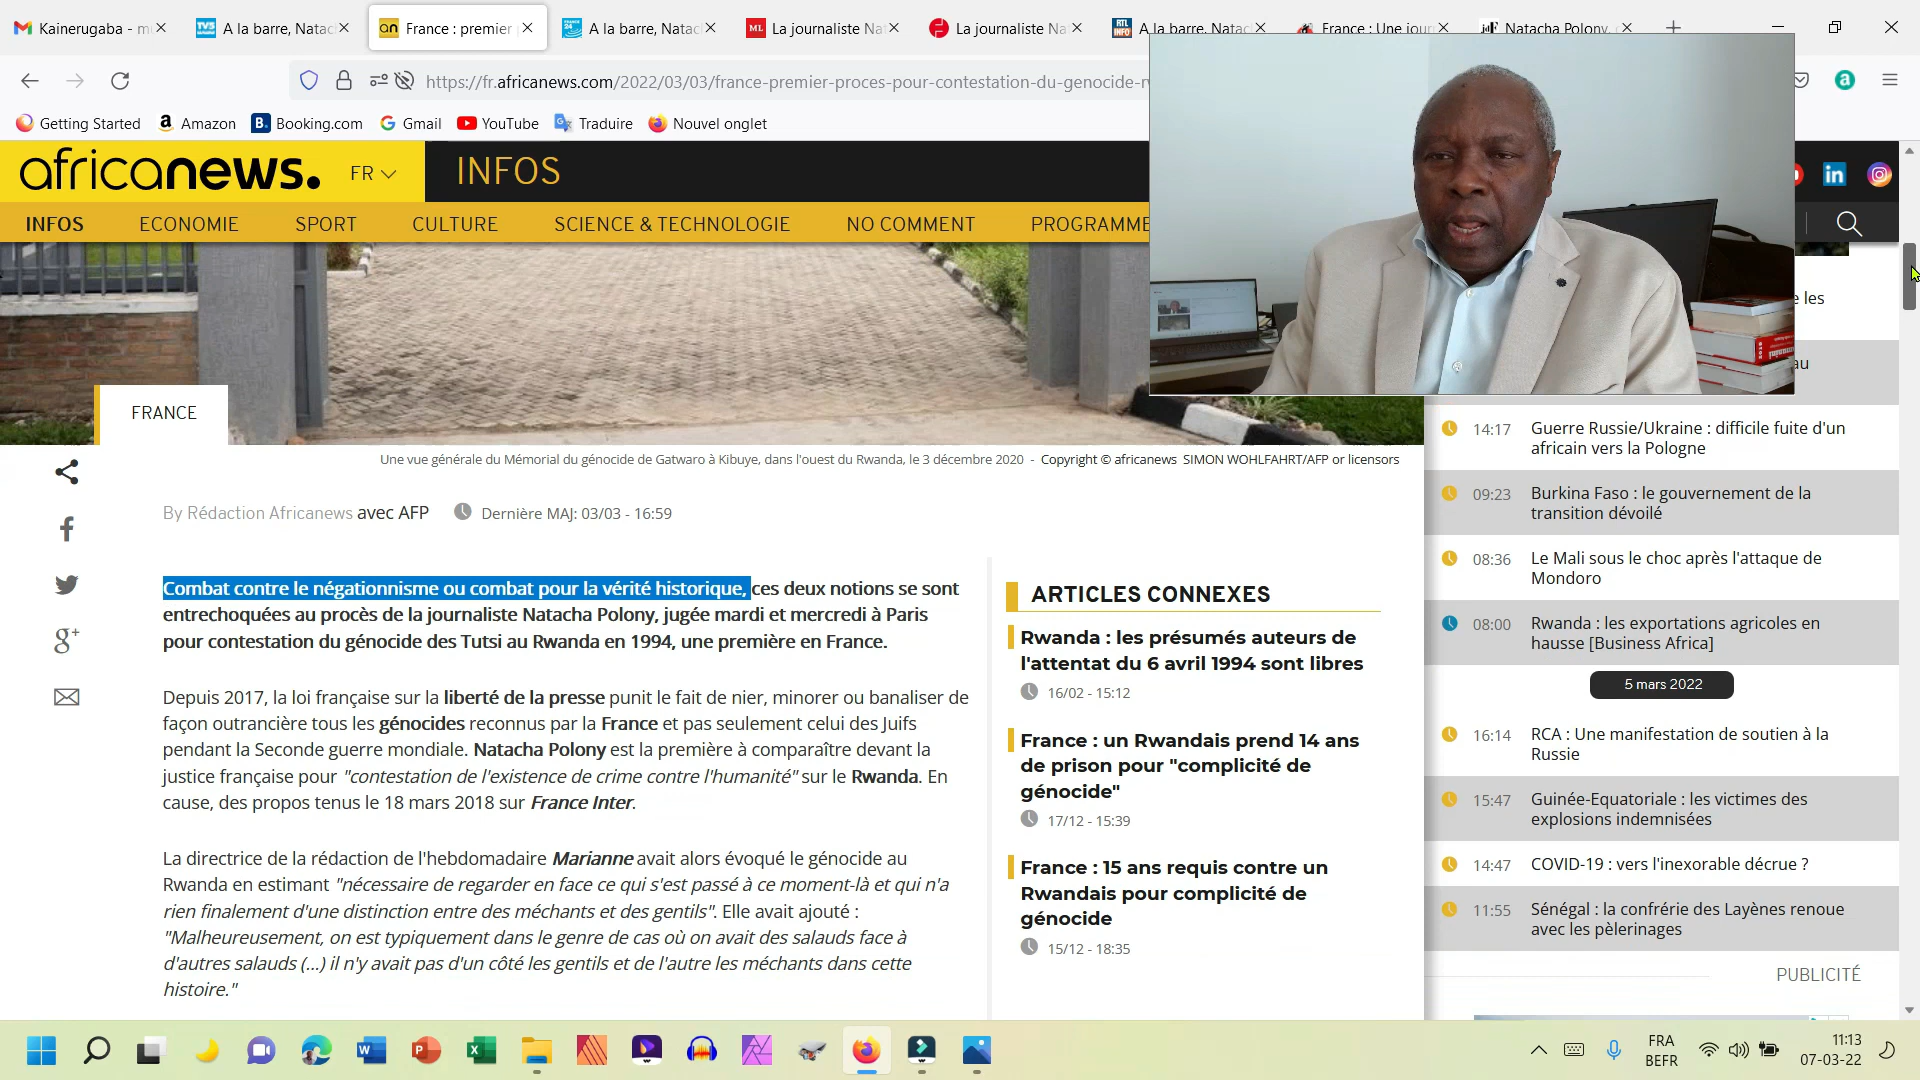 Kainerugaba - m
A la barre, Natac
France : premier
A la barre, Natac
La journaliste Na
La journaliste Na
A la barre, Natac
France : Une jour
Natacha Polony,
https://fr.africanews.com/2022/03/03/france-premier-proces-pour-contestation-du-genocide-r
Getting Started
Amazon
Booking.com
Gmail
YouTube
Traduire
Nouvel onglet
africanews.
FR
INFOS
INFOS
ECONOMIE
SPORT
CULTURE
SCIENCE & TECHNOLOGIE
NO COMMENT
PROGRAMME
FRANCE
Une vue générale du Mémorial du génocide de Gatwaro à Kibuye, dans l'ouest du Rwanda, le 3 décembre 2020 - Copyright © africanews SIMON WOHLFAHRT/AFP or licensors
By Rédaction Africanews avec AFP
Dernière MAJ: 03/03 - 16:59
Combat contre le négationnisme ou combat pour la vérité historique, ces deux notions se sont
entrechoquées au procès de la journaliste Natacha Polony, jugée mardi et mercredi à Paris
pour contestation du génocide des Tutsi au Rwanda en 1994, une première en France.
Depuis 2017, la loi française sur la liberté de la presse punit le fait de nier, minorer ou banaliser de
façon outrancière tous les génocides reconnus par la France et pas seulement celui des Juifs
pendant la Seconde guerre mondiale. Natacha Polony est la première à comparaître devant la
justice française pour "contestation de l'existence de crime contre l'humanité" sur le Rwanda. En
cause, des propos tenus le 18 mars 2018 sur France Inter.
La directrice de la rédaction de l'hebdomadaire Marianne avait alors évoqué le génocide au
Rwanda en estimant "nécessaire de regarder en face ce qui s'est passé à ce moment-là et qui n'a
rien finalement d'une distinction entre des méchants et des gentils". Elle avait ajouté :
"Malheureusement, on est typiquement dans le genre de cas où on avait des salauds face à
d'autres salauds (...) il n'y avait pas d'un côté les gentils et de l'autre les méchants dans cette
histoire."
ARTICLES CONNEXES
Rwanda : les présumés auteurs de
l'attentat du 6 avril 1994 sont libres
16/02 - 15:12
France : un Rwandais prend 14 ans
de prison pour "complicité de
génocide"
17/12 - 15:39
France : 15 ans requis contre un
Rwandais pour complicité de
génocide
15/12 - 18:35
e les
au
14:17
Guerre Russie/Ukraine : difficile fuite d'un
africain vers la Pologne
09:23
Burkina Faso : le gouvernement de la
transition dévoilé
08:36
Le Mali sous le choc après l'attaque de
Mondoro
08:00
Rwanda : les exportations agricoles en
hausse [Business Africa]
5 mars 2022
16:14
RCA : Une manifestation de soutien à la
Russie
15:47
Guinée-Equatoriale : les victimes des
explosions indemnisées
14:47
COVID-19 : vers l'inexorable décrue ?
11:55
Sénégal : la confrérie des Layènes renoue
avec les pèlerinages
PUBLICITÉ
FRA
BEFR
11:13
07-03-22